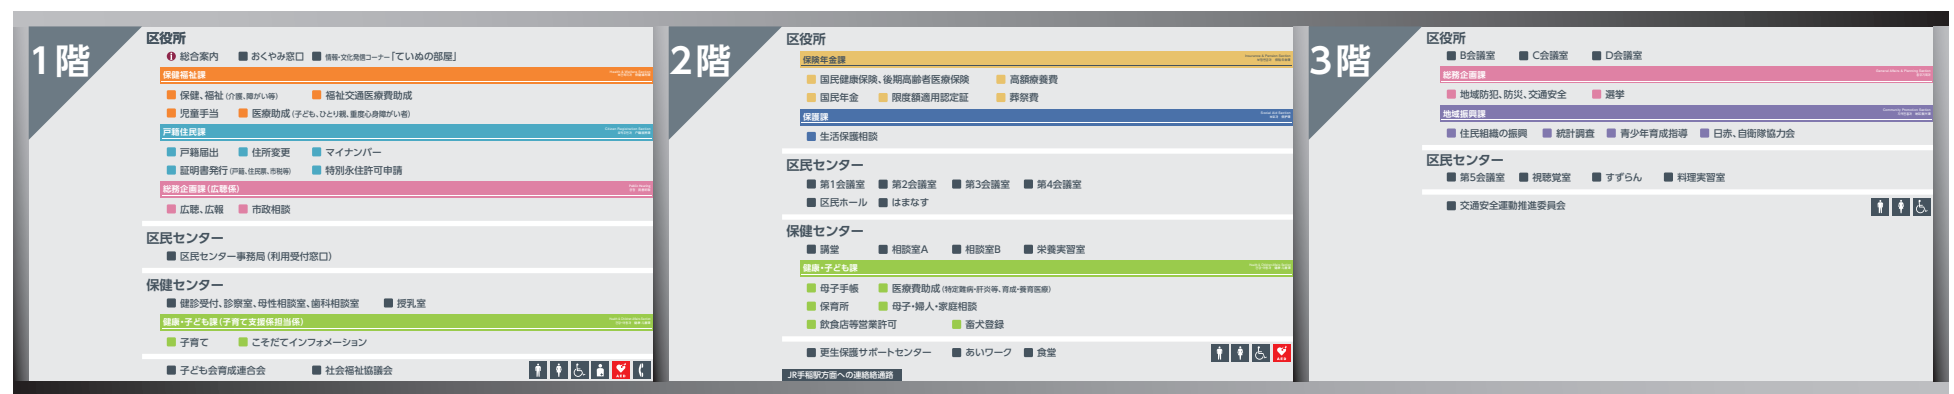 1階
区役所
総合案内 おくやみ窓口 情報・文化発信コーナー「ていぬの部屋」
保健福祉課
保健、福祉(介護、障がい等) 福祉交通医療費助成
児童手当 医療助成(子ども、ひとり親、重度心身障がい者)
戸籍住民課
戸籍届出 住所変更 マイナンバー
証明書発行(戸籍、住民票、市税等) 特別永住許可申請
総務企画課(広聴係)
広聴、広報 市政相談
区民センター
区民センター事務局(利用受付窓口)
保健センター
健診受付、診察室、母性相談室、歯科相談室 授乳室
健康・子ども課(子育て支援係担当係)
子育て こそだてインフォメーション
子ども会育成連合会 社会福祉協議会
AED
2階
区役所
保険年金課
国民健康保険、後期高齢者医療保険 高額療養費
国民年金 限度額適用認定証 葬祭費
保護課
生活保護相談
区民センター
第1会議室 第2会議室 第3会議室 第4会議室
区民ホール はまなす
保健センター
講堂 相談室A 相談室B 栄養実習室
健康・子ども課
母子手帳 医療費助成(特定難病・肝炎等、育成・養育医療)
保育所 母子・婦人・家庭相談
飲食店等営業許可 畜犬登録
更生保護サポートセンター あいワーク 食堂
AED
JR手稲駅方面への連絡絡通路
3階
区役所
B会議室 C会議室 D会議室
総務企画課
地域防犯、防災、交通安全 選挙
地域振興課
住民組織の振興 統計調査 青少年育成指導 日赤、自衛隊協力会
区民センター
第5会議室 視聴覚室 すずらん 料理実習室
交通安全運動推進委員会